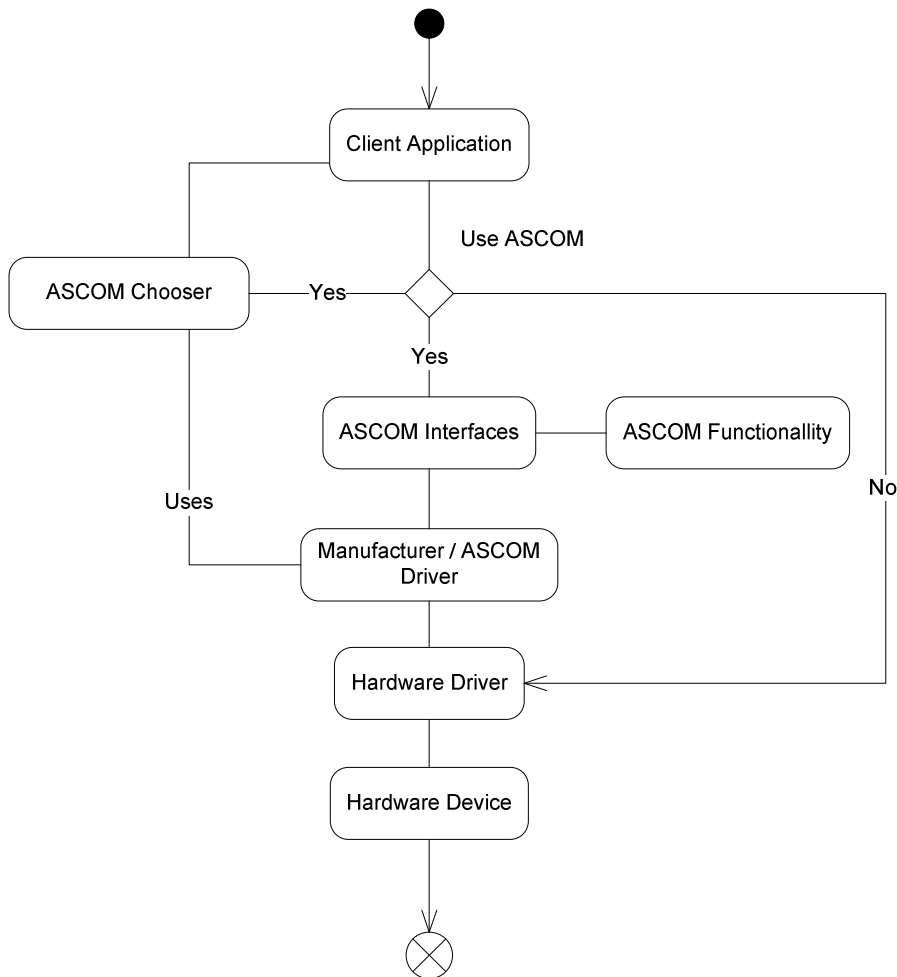 Client Application
Use ASCOM
ASCOM Chooser
Yes
Yes
ASCOM Interfaces
ASCOM Functionallity
No
Uses
Manufacturer / ASCOM
Driver
Hardware Driver
Hardware Device